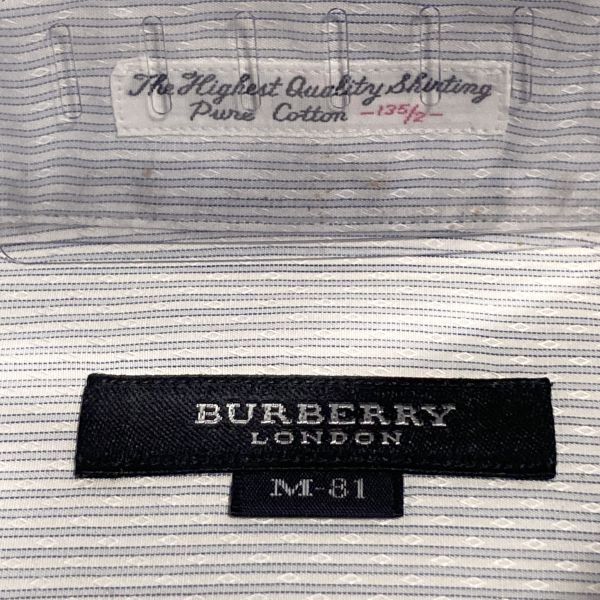 The Highest Quality Shirting
Pure Cotton -135/2-
BURBERRY
LONDON
M-81